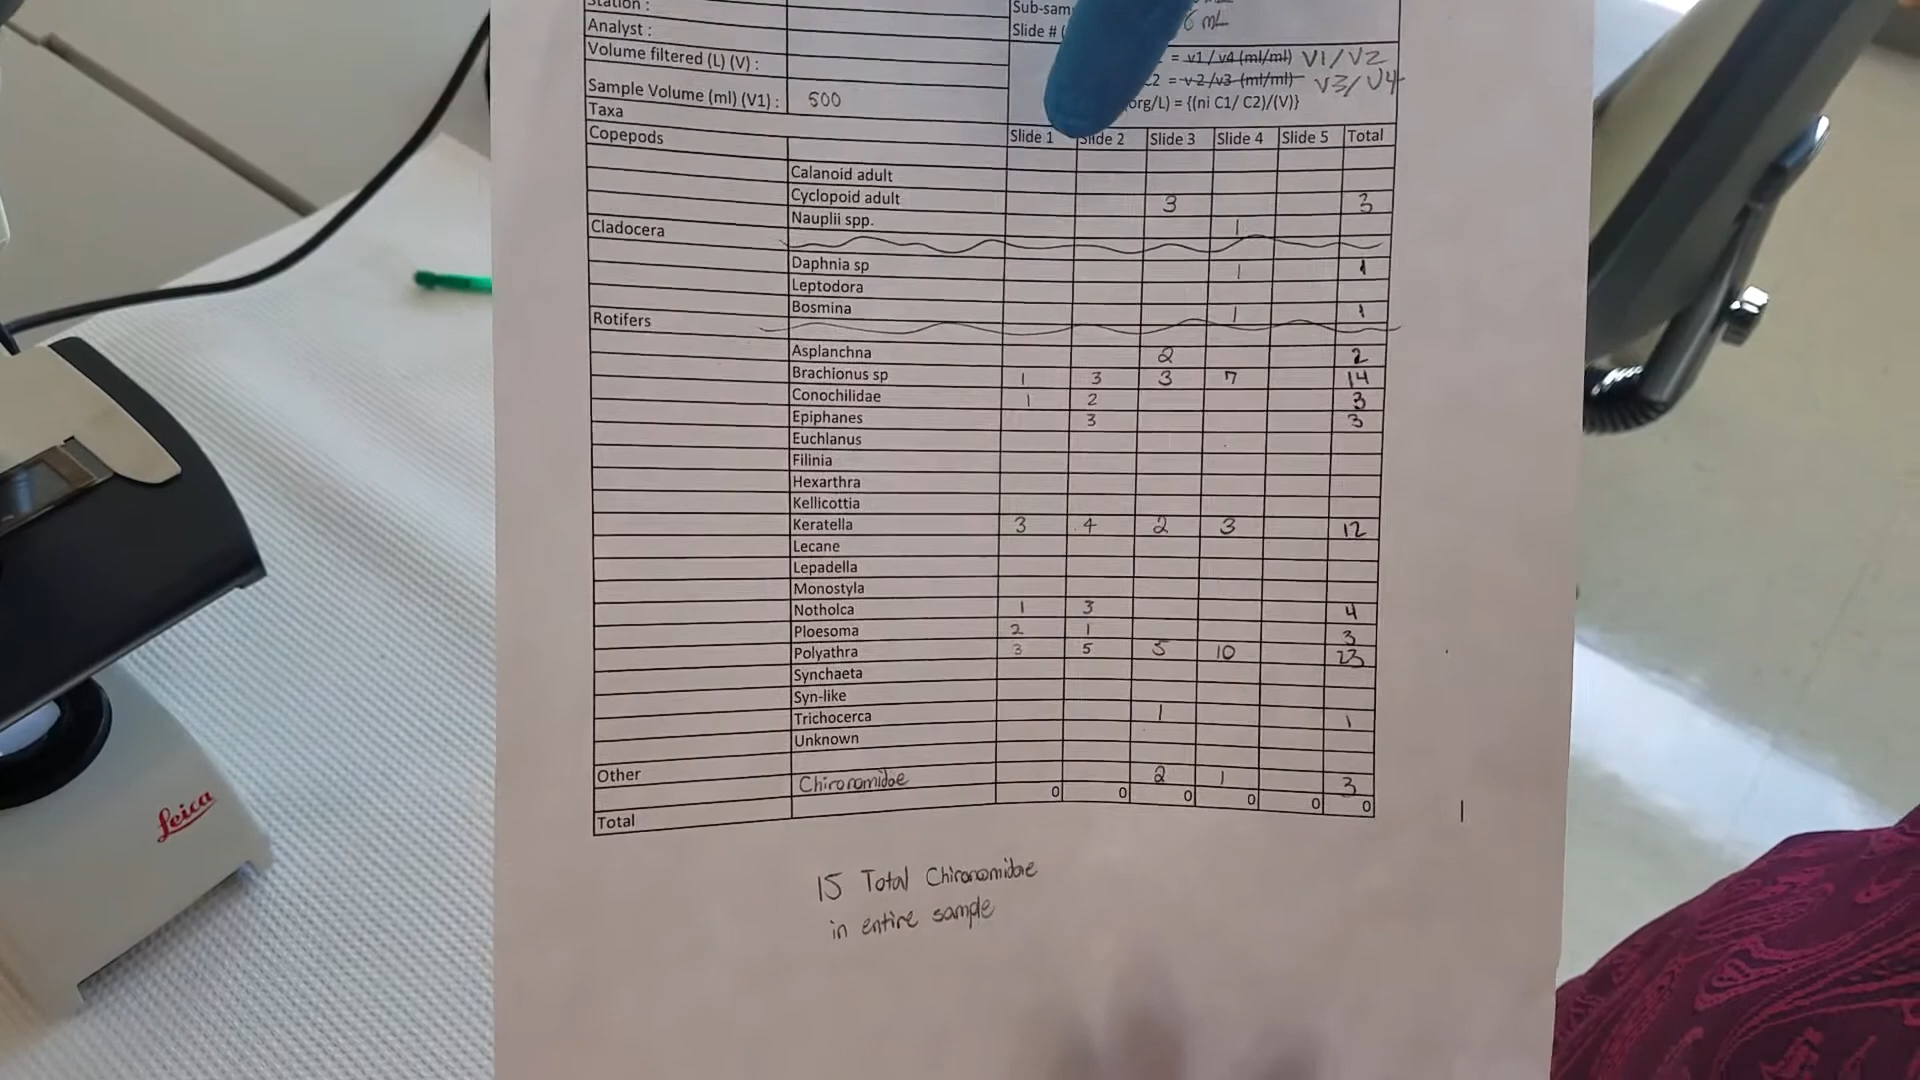 Station :
Analyst :
Volume filtered (L) (V) :
Sample Volume (ml) (V1) : 500
Sub-sam
Slide # ( 6 mL
= v1/v4 (ml/ml) V1/V2
C2 = v2/v3 (ml/ml) V3/V4
org/L) = {(ni C1/ C2)/(V)}
Taxa
Slide 1 Slide 2 Slide 3 Slide 4 Slide 5 Total
Copepods
Calanoid adult
Cyclopoid adult 3 3
Nauplii spp. 1
Cladocera
Daphnia sp 1 1
Leptodora
Bosmina 1 1
Rotifers
Asplanchna 2 2
Brachionus sp 1 3 3 7 14
Conochilidae 1 2 3
Epiphanes 3 3
Euchlanus
Filinia
Hexarthra
Kellicottia
Keratella 3 4 2 3 12
Lecane
Lepadella
Monostyla
Notholca 1 3 4
Ploesoma 2 1 3
Polyathra 3 5 5 10 23
Synchaeta
Syn-like
Trichocerca 1 1
Unknown
Other Chironomidae 2 1 3
Total 0 0 0 0 0 0
15 Total Chironomidae
in entire sample
Leica